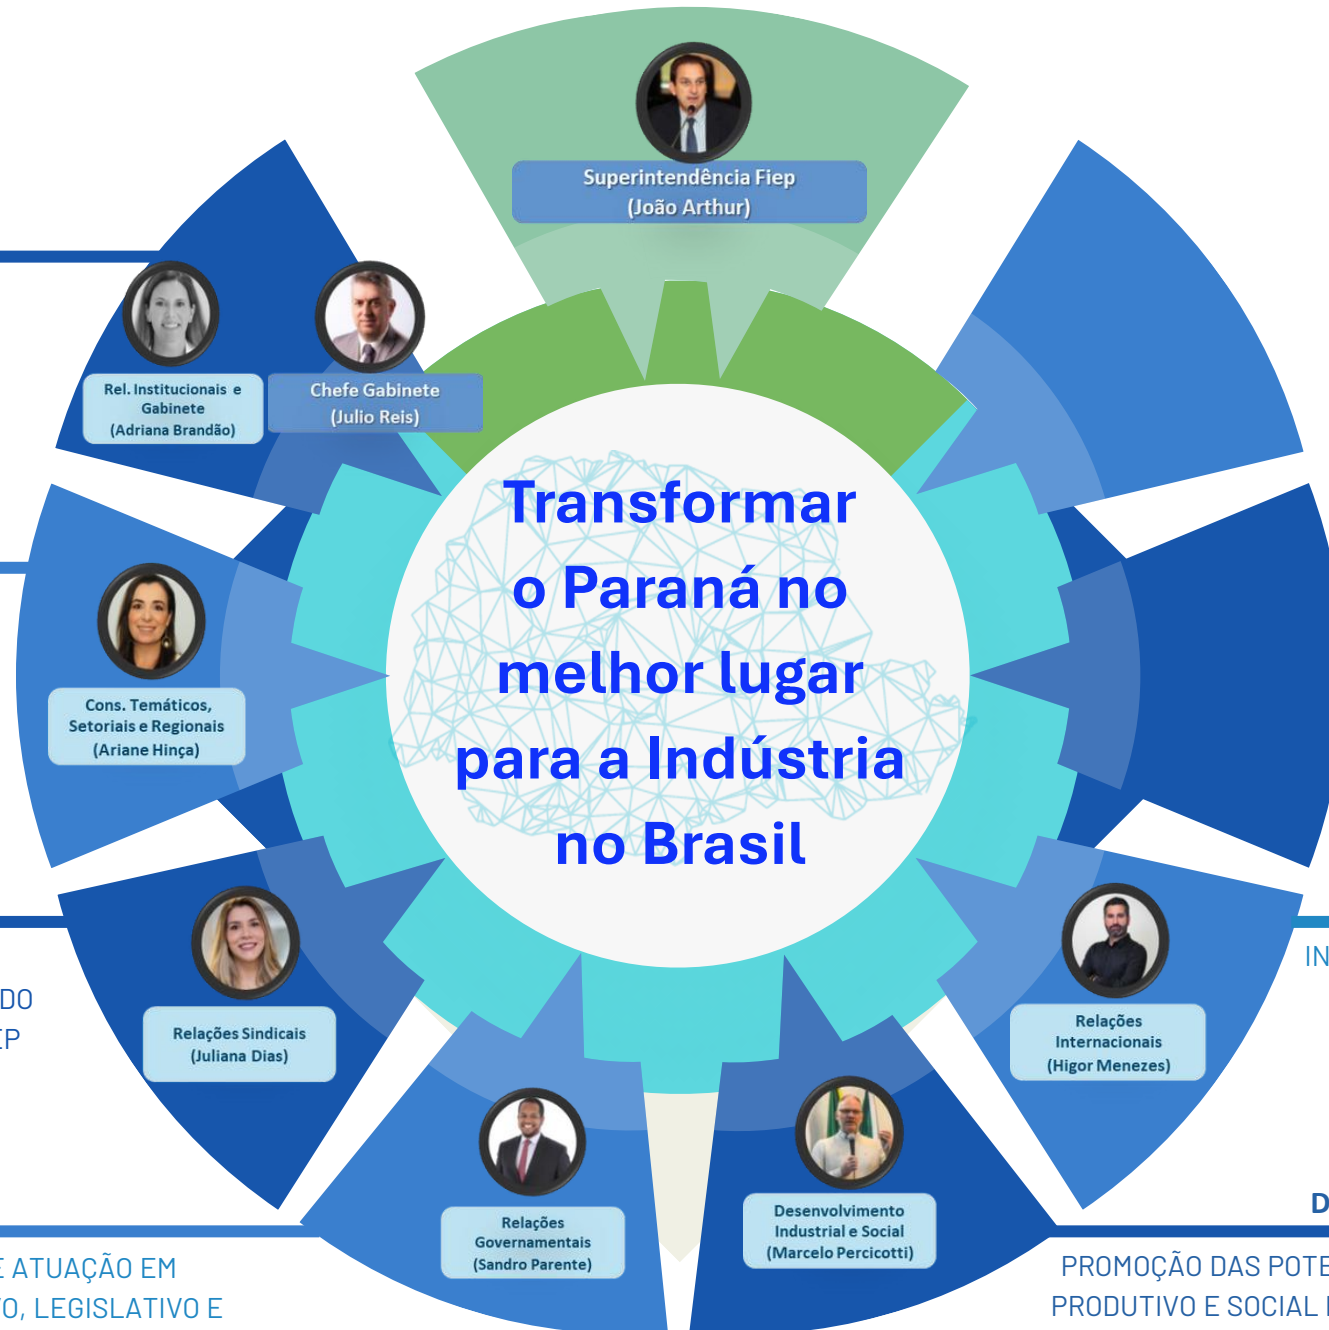 Superintendência Fiep
(João Arthur)
Rel. Institucionais e
Gabinete
(Adriana Brandão)
Chefe Gabinete
(Julio Reis)
Transformar
o Paraná no
melhor lugar
para a Indústria
no Brasil
Cons. Temáticos,
Setoriais e Regionais
(Ariane Hinça)
Relações Sindicais
(Juliana Dias)
DO
EP
Relações
Internacionais
(Higor Menezes)
IN
Relações
Governamentais
(Sandro Parente)
Desenvolvimento
Industrial e Social
(Marcelo Percicotti)
E ATUAÇÃO EM
O, LEGISLATIVO E
D
PROMOÇÃO DAS POTE
PRODUTIVO E SOCIAL